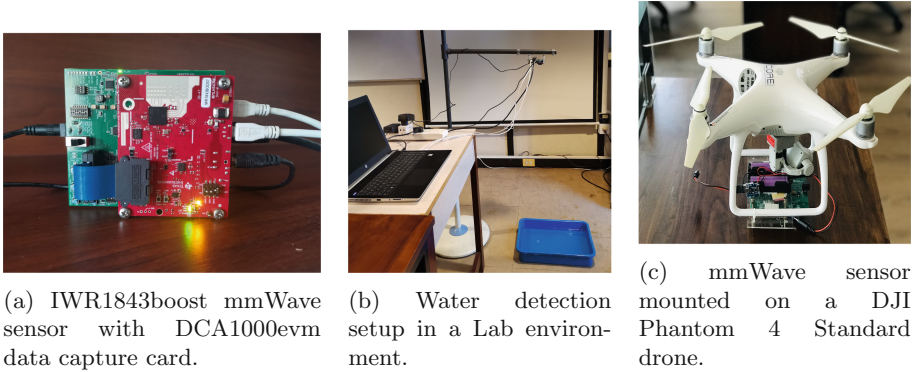 (a) IWR1843boost mmWave
sensor with DCA1000evm
data capture card.
(b) Water detection
setup in a Lab environ-
ment.
(c) mmWave sensor
mounted on a DJI
Phantom 4 Standard
drone.